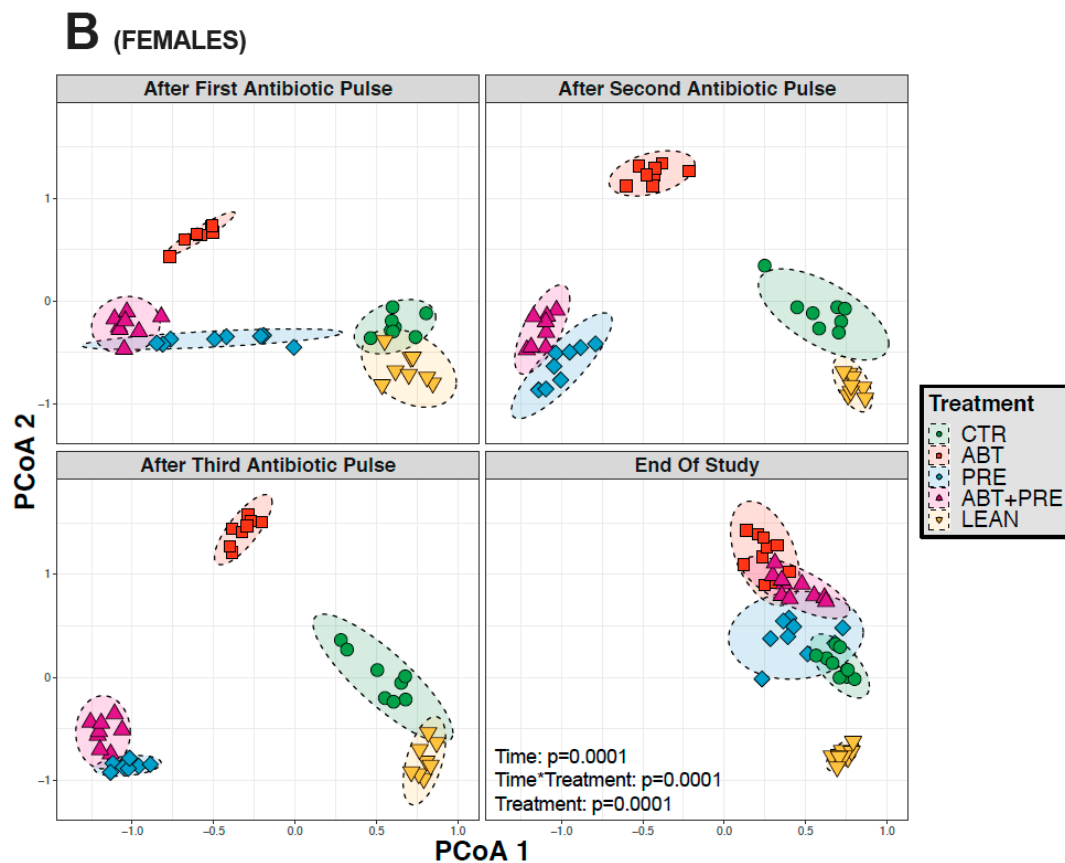 B (FEMALES)
After First Antibiotic Pulse
After Second Antibiotic Pulse
1
0
−1
After Third Antibiotic Pulse
End Of Study
1
0
−1
Time: p=0.0001
Time*Treatment: p=0.0001
Treatment: p=0.0001
−1.0 −0.5 0.0 0.5 1.0
−1.0 −0.5 0.0 0.5 1.0
PCoA 1
PCoA 2
Treatment
CTR
ABT
PRE
ABT+PRE
LEAN